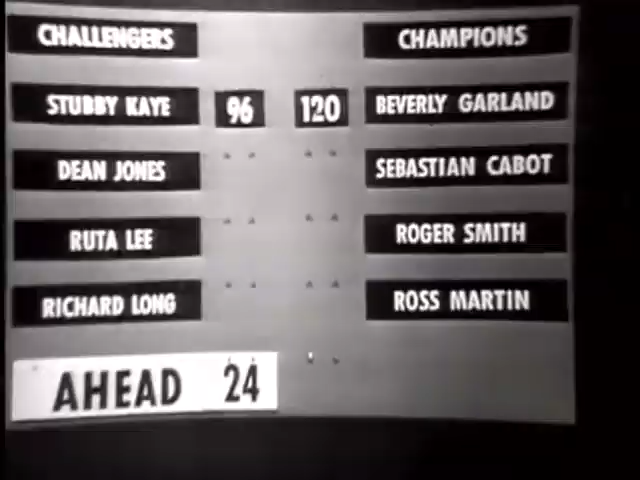 CHALLENGERS CHAMPIONS
STUBBY KAYE 96 120 BEVERLY GARLAND
DEAN JONES SEBASTIAN CABOT
RUTA LEE ROGER SMITH
RICHARD LONG ROSS MARTIN
AHEAD 24